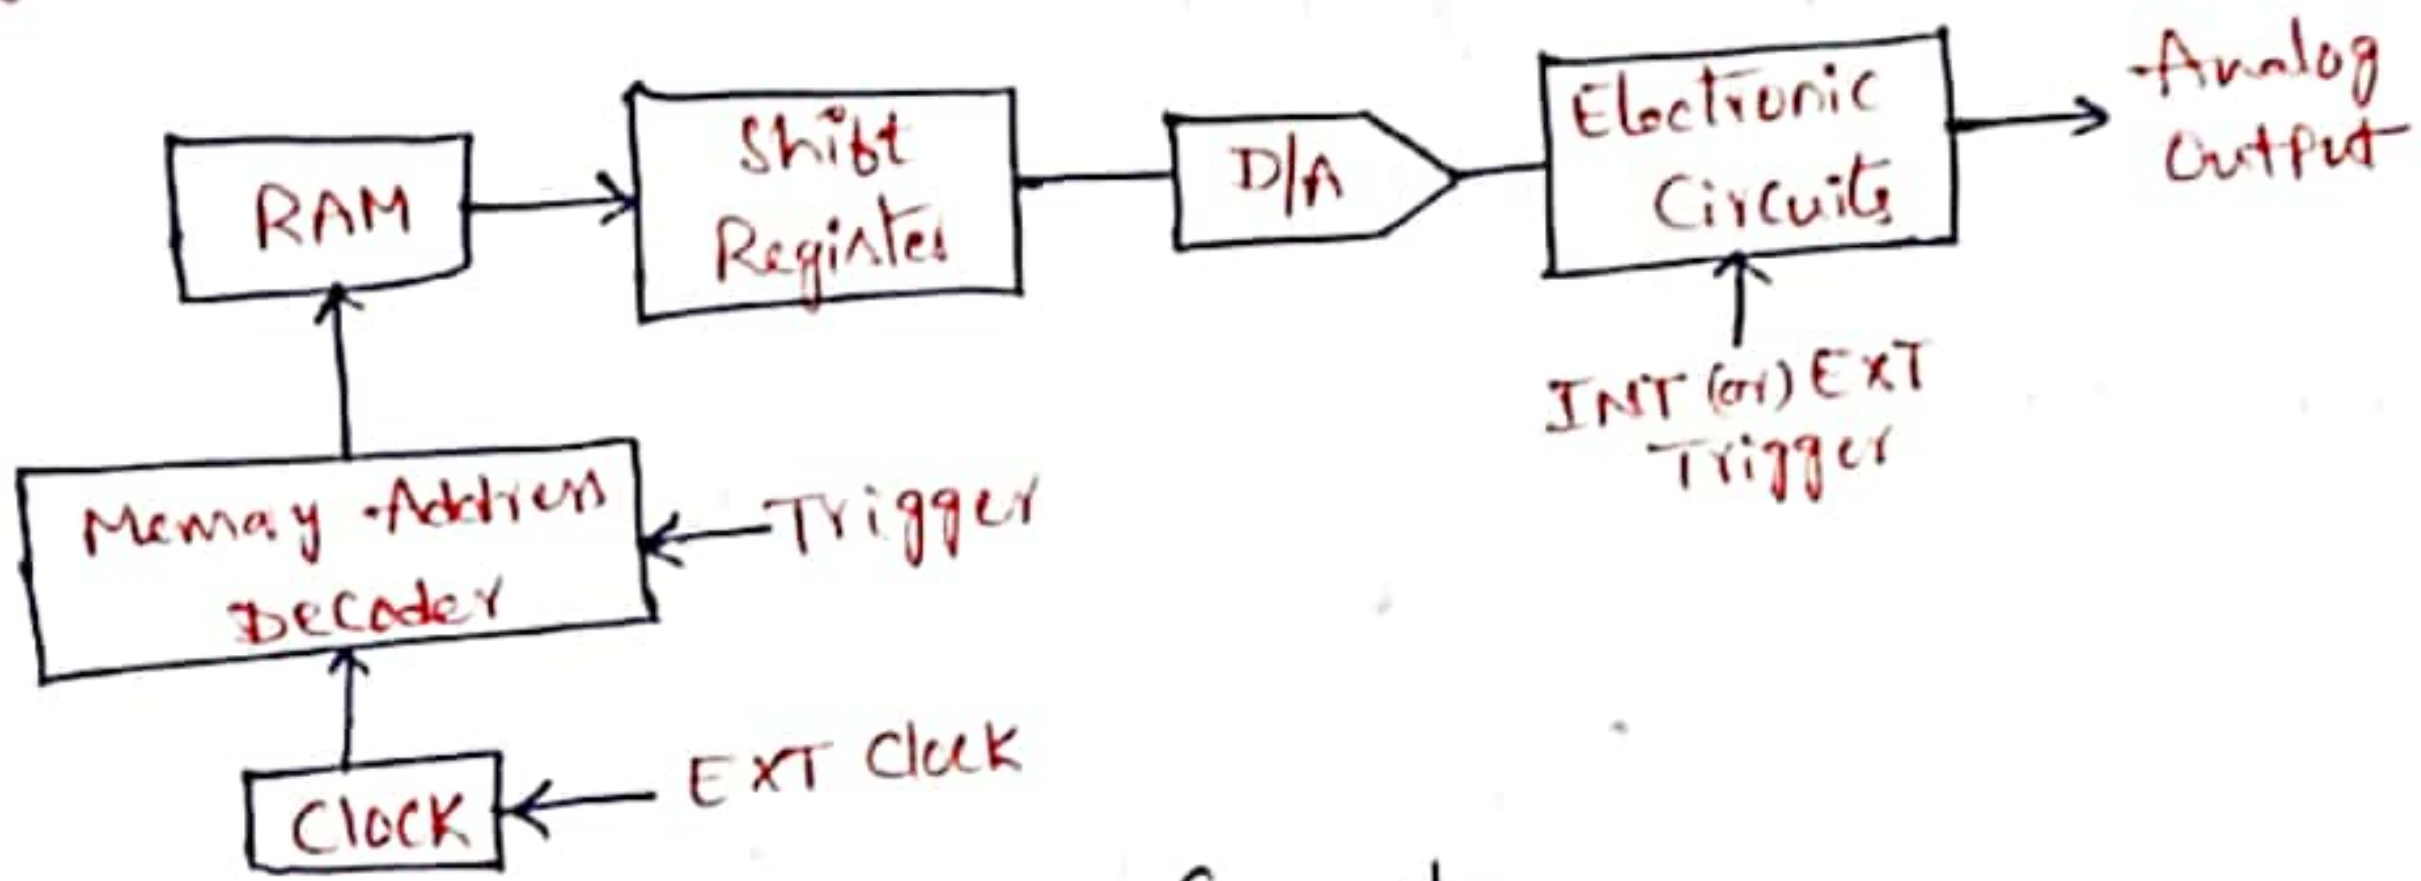 RAM
Shift
Register
D/A
Electronic
Circuits
Analog
Output
INT (or) EXT
Trigger
Memory Address
Decoder
Trigger
Clock
EXT Clock